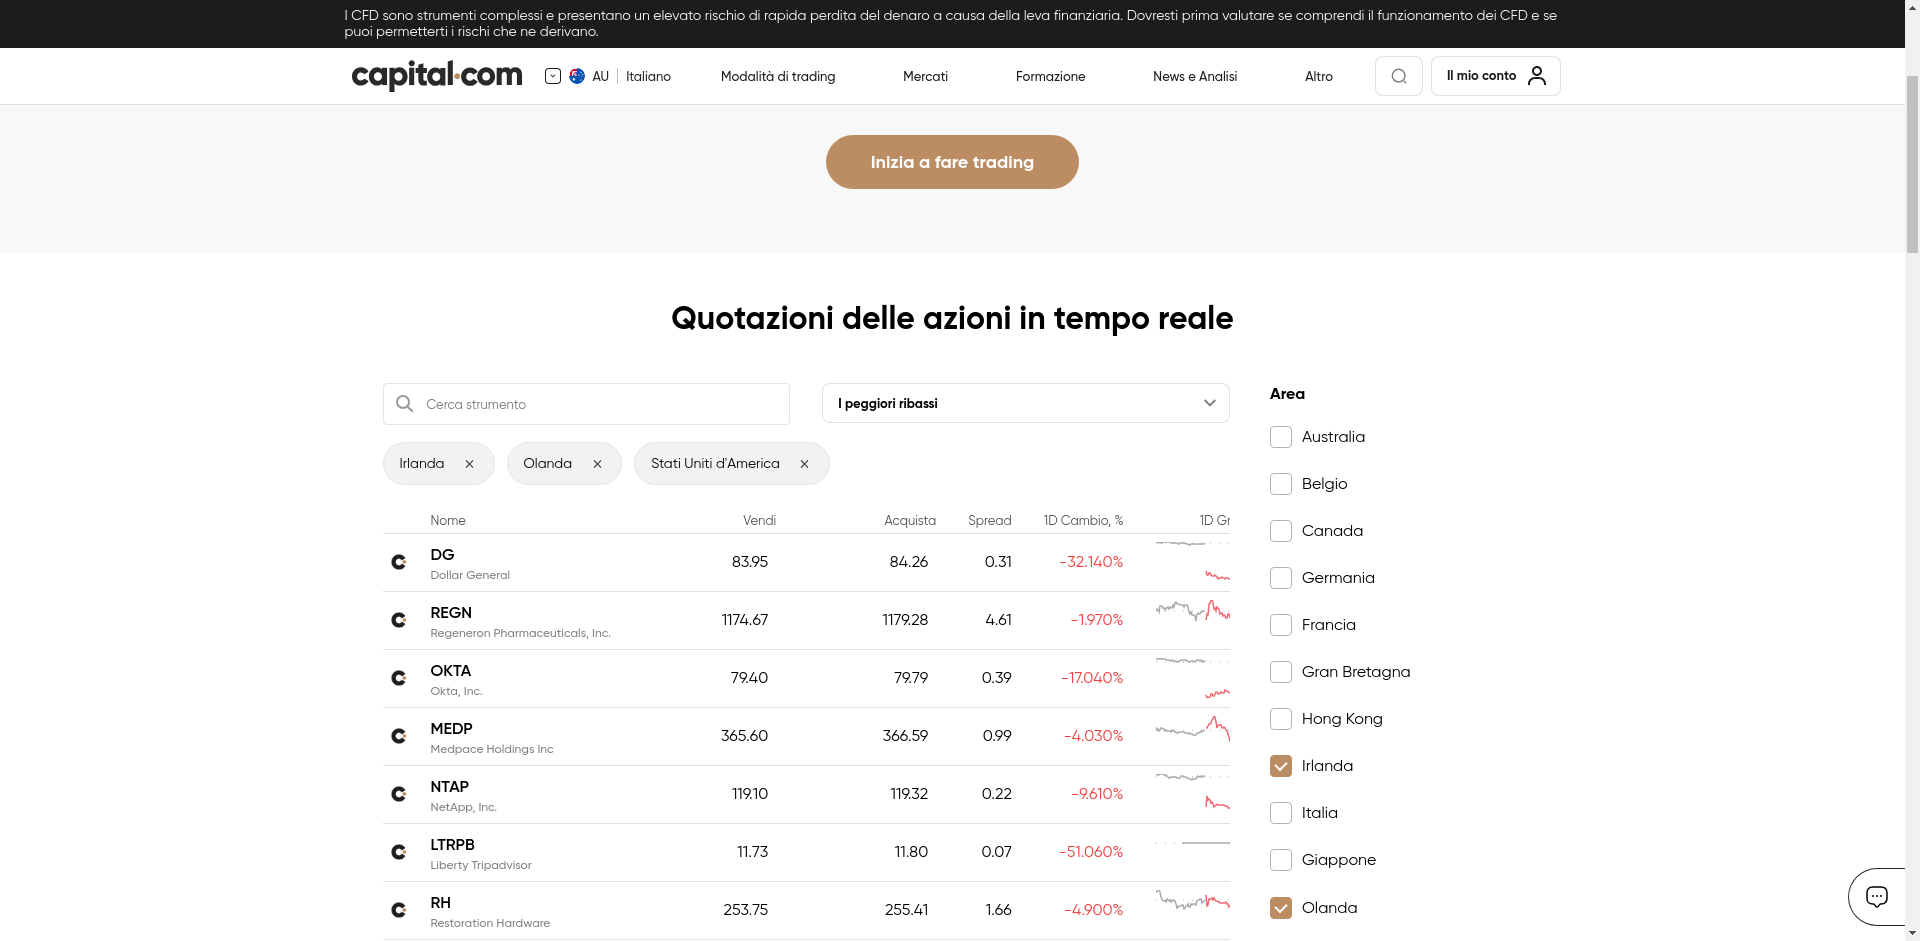 I CFD sono strumenti complessi e presentano un elevato rischio di rapida perdita del denaro a causa della leva finanziaria. Dovresti prima valutare se comprendi il funzionamento dei CFD e se
puoi permetterti i rischi che ne derivano.
capital.com AU Italiano Modalità di trading Mercati Formazione News e Analisi Altro Il mio conto
Inizia a fare trading
Quotazioni delle azioni in tempo reale
Cerca strumento
I peggiori ribassi
Irlanda
Olanda
Stati Uniti d'America
Nome Vendi Acquista Spread 1D Cambio, % 1D Gr
DG 83.95 84.26 0.31 -32.140%
Dollar General
REGN 1174.67 1179.28 4.61 -1.970%
Regeneron Pharmaceuticals, Inc.
OKTA 79.40 79.79 0.39 -17.040%
Okta, Inc.
MEDP 365.60 366.59 0.99 -4.030%
Medpace Holdings Inc
NTAP 119.10 119.32 0.22 -9.610%
NetApp, Inc.
LTRPB 11.73 11.80 0.07 -51.060%
Liberty Tripadvisor
RH 253.75 255.41 1.66 -4.900%
Restoration Hardware
Area
Australia
Belgio
Canada
Germania
Francia
Gran Bretagna
Hong Kong
Irlanda
Italia
Giappone
Olanda